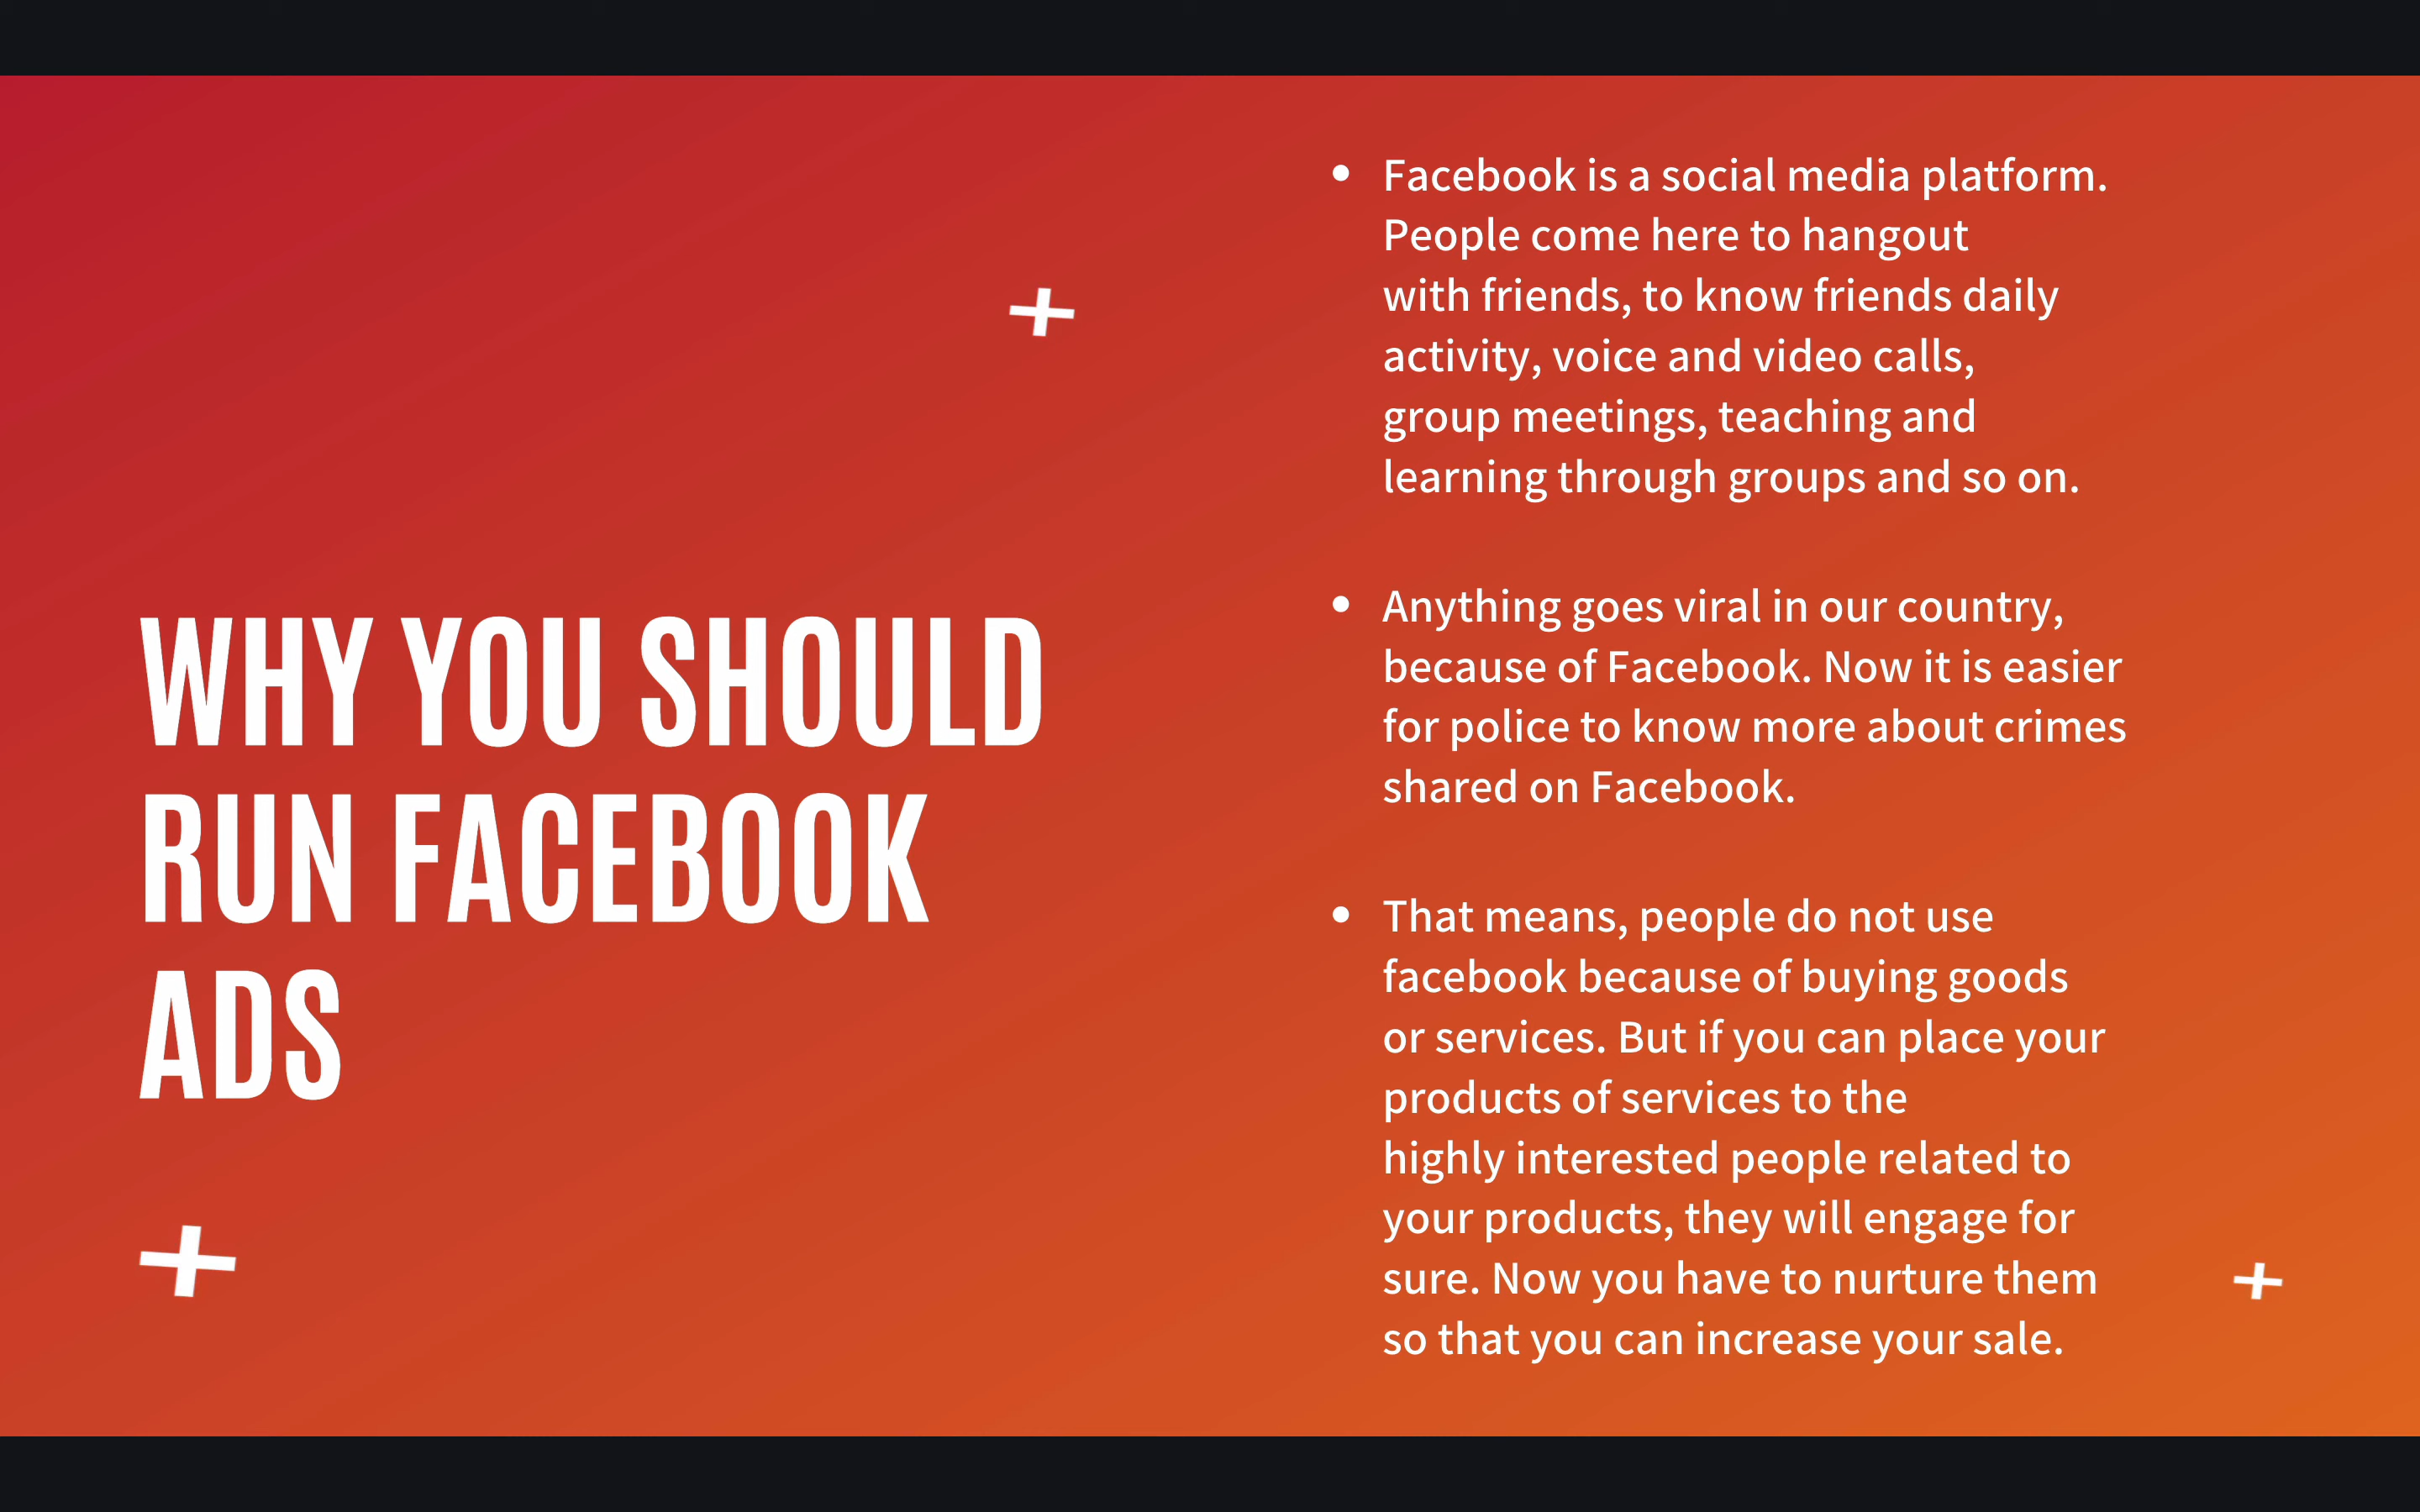 WHY YOU SHOULD
RUN FACEBOOK
ADS
• Facebook is a social media platform.
People come here to hangout
with friends, to know friends daily
activity, voice and video calls,
group meetings, teaching and
learning through groups and so on.
• Anything goes viral in our country,
because of Facebook. Now it is easier
for police to know more about crimes
shared on Facebook.
• That means, people do not use
facebook because of buying goods
or services. But if you can place your
products of services to the
highly interested people related to
your products, they will engage for
sure. Now you have to nurture them
so that you can increase your sale.